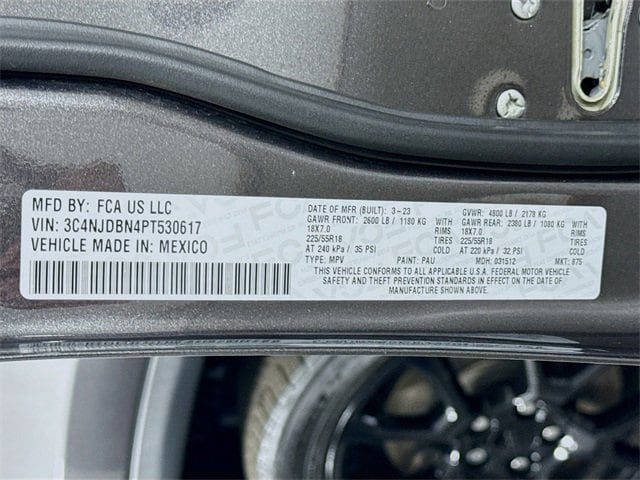 MFD BY: FCA US LLC
VIN: 3C4NJDBN4PT530617
VEHICLE MADE IN: MEXICO
DATE OF MFR (BUILT): 3-23 GVWR: 4800 LB / 2178 KG
GAWR FRONT: 2600 LB / 1180 KG WITH GAWR REAR: 2380 LB / 1080 KG WITH
18X7.0 RIMS 18X7.0 RIMS
225/55R18 TIRES 225/55R18 TIRES
AT 240 kPa / 35 PSI AT 220 kPa / 32 PSI
TYPE: MPV PAINT: PAU MDH: 031512 MKT: 875
THIS VEHICLE CONFORMS TO ALL APPLICABLE U.S.A. FEDERAL MOTOR VEHICLE
SAFETY AND THEFT PREVENTION STANDARDS IN EFFECT ON THE DATE OF
MANUFACTURE SHOWN ABOVE.